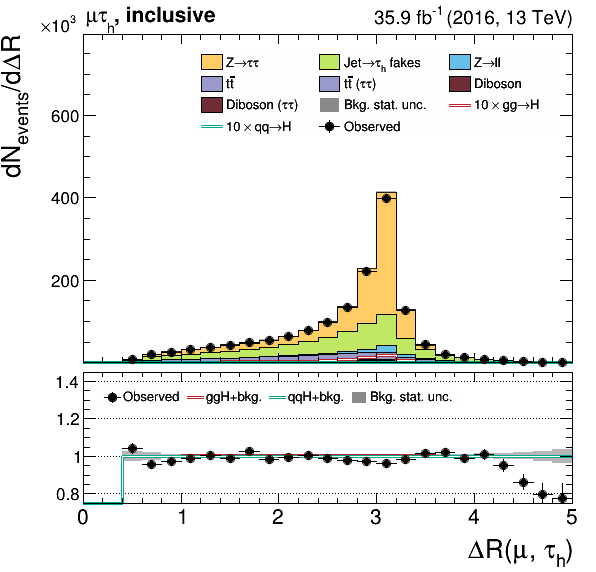 ×10³ μτh, inclusive 35.9 fb⁻¹ (2016, 13 TeV)
Z→ττ Jet→τh fakes Z→ll
tt̄ tt̄ (ττ) Diboson
Diboson (ττ) Bkg. stat. unc. 10 × gg→H
10 × qq→H Observed
dNevents/dΔR
600
400
200
Observed ggH+bkg. qqH+bkg. Bkg. stat. unc.
1.4
1.2
1
0.8
0 1 2 3 4 5
ΔR(μ, τh)